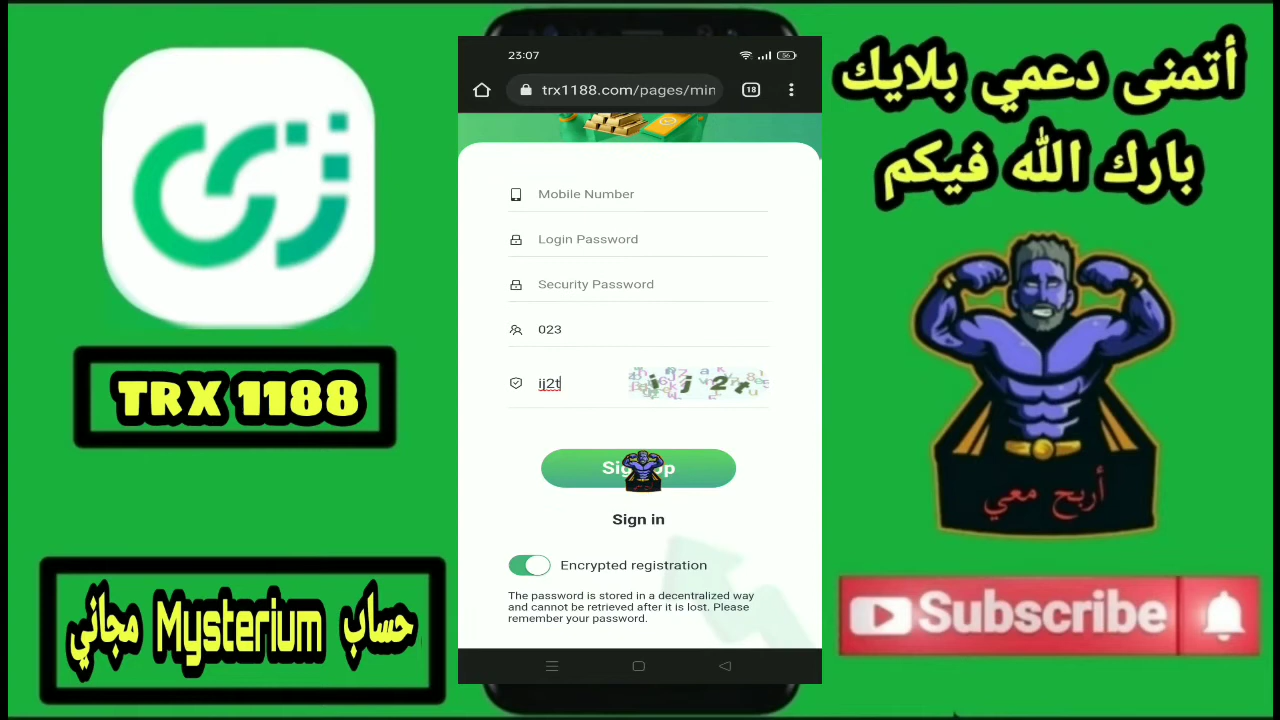 TRX 1188
حساب Mysterium مجاني
23:07
56
trx1188.com/pages/min
18
Mobile Number
Login Password
Security Password
023
ij2t
i j 2 t
Sign in
Encrypted registration
The password is stored in a decentralized way
and cannot be retrieved after it is lost. Please
remember your password.
أتمنى دعمي بلايك
بارك الله فيكم
أربح معي
Subscribe